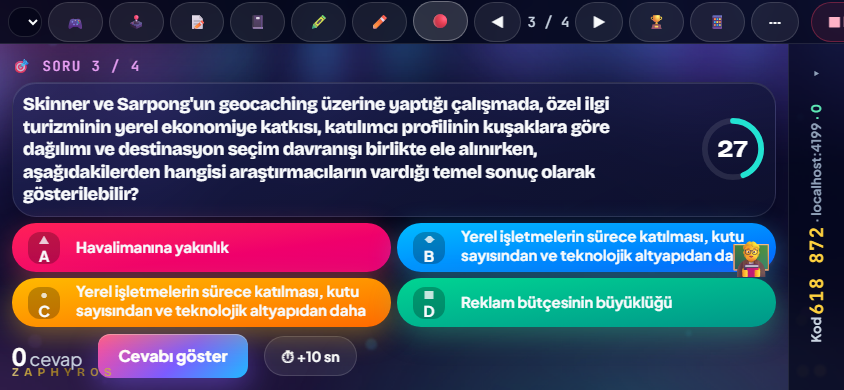 3 / 4
SORU 3 / 4
Skinner ve Sarpong'un geocaching üzerine yaptığı çalışmada, özel ilgi
turizminin yerel ekonomiye katkısı, katılımcı profilinin kuşaklara göre
dağılımı ve destinasyon seçim davranışı birlikte ele alınırken,
aşağıdakilerden hangisi araştırmacıların vardığı temel sonuç olarak
gösterilebilir?
27
A
Havalimanına yakınlık
B
Yerel işletmelerin sürece katılması, kutu
sayısından ve teknolojik altyapıdan
C
Yerel işletmelerin sürece katılması, kutu
sayısından ve teknolojik altyapıdan daha
D
Reklam bütçesinin büyüklüğü
0 cevap
Cevabı göster
+10 sn
ZAPHYROS
Kod 618 872 · localhost:4199 · 0